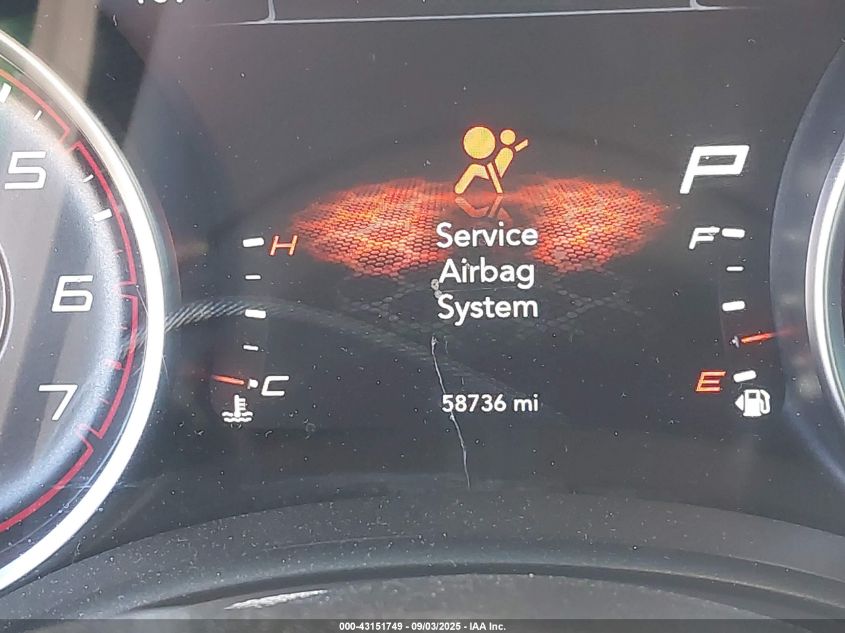 P
5
H
F
Service
Airbag
System
6
E
C
7
58736 mi
000-43151749 - 09/03/2025 - IAA Inc.